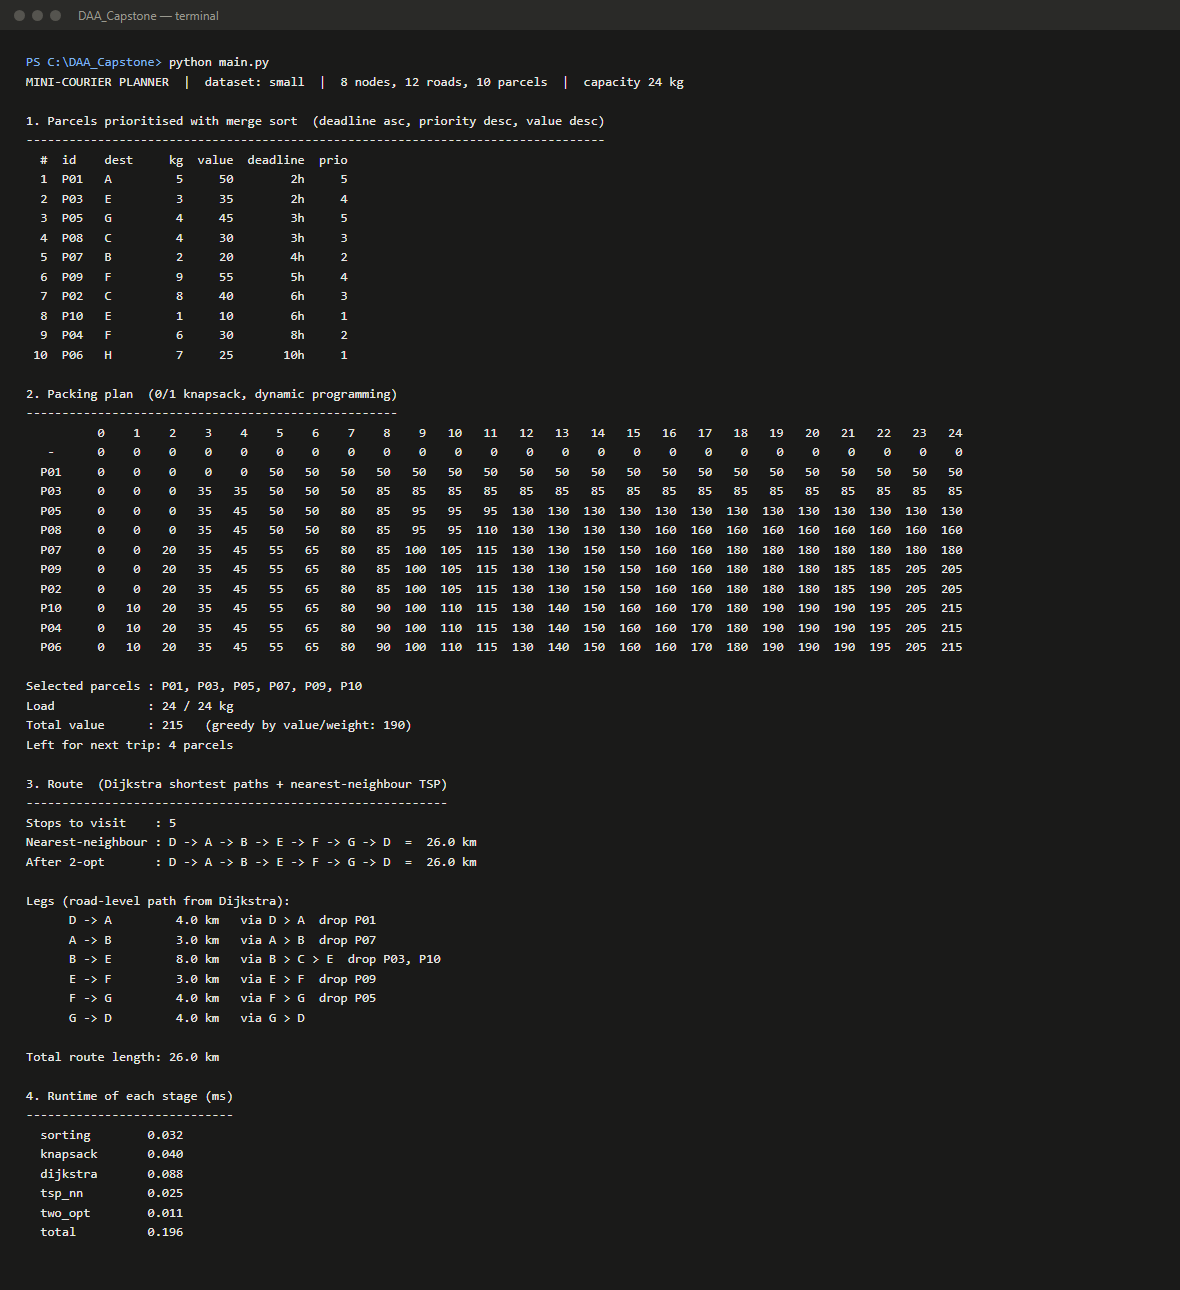 DAA_Capstone — terminal
PS C:\DAA_Capstone> python main.py
MINI-COURIER PLANNER  |  dataset: small  |  8 nodes, 12 roads, 10 parcels  |  capacity 24 kg
1. Parcels prioritised with merge sort  (deadline asc, priority desc, value desc)
---------------------------------------------------------------------------------
  #  id    dest     kg  value  deadline  prio
  1  P01   A         5     50        2h     5
  2  P03   E         3     35        2h     4
  3  P05   G         4     45        3h     5
  4  P08   C         4     30        3h     3
  5  P07   B         2     20        4h     2
  6  P09   F         9     55        5h     4
  7  P02   C         8     40        6h     3
  8  P10   E         1     10        6h     1
  9  P04   F         6     30        8h     2
 10  P06   H         7     25       10h     1
2. Packing plan  (0/1 knapsack, dynamic programming)
----------------------------------------------------
          0    1    2    3    4    5    6    7    8    9   10   11   12   13   14   15   16   17   18   19   20   21   22   23   24
   -      0    0    0    0    0    0    0    0    0    0    0    0    0    0    0    0    0    0    0    0    0    0    0    0    0
  P01     0    0    0    0    0   50   50   50   50   50   50   50   50   50   50   50   50   50   50   50   50   50   50   50   50
  P03     0    0    0   35   35   50   50   50   85   85   85   85   85   85   85   85   85   85   85   85   85   85   85   85   85
  P05     0    0    0   35   45   50   50   80   85   95   95   95  130  130  130  130  130  130  130  130  130  130  130  130  130
  P08     0    0    0   35   45   50   50   80   85   95   95  110  130  130  130  130  160  160  160  160  160  160  160  160  160
  P07     0    0   20   35   45   55   65   80   85  100  105  115  130  130  150  150  160  160  180  180  180  180  180  180  180
  P09     0    0   20   35   45   55   65   80   85  100  105  115  130  130  150  150  160  160  180  180  180  185  185  205  205
  P02     0    0   20   35   45   55   65   80   85  100  105  115  130  130  150  150  160  160  180  180  180  185  190  205  205
  P10     0   10   20   35   45   55   65   80   90  100  110  115  130  140  150  160  160  170  180  190  190  190  195  205  215
  P04     0   10   20   35   45   55   65   80   90  100  110  115  130  140  150  160  160  170  180  190  190  190  195  205  215
  P06     0   10   20   35   45   55   65   80   90  100  110  115  130  140  150  160  160  170  180  190  190  190  195  205  215
Selected parcels : P01, P03, P05, P07, P09, P10
Load             : 24 / 24 kg
Total value      : 215   (greedy by value/weight: 190)
Left for next trip: 4 parcels
3. Route  (Dijkstra shortest paths + nearest-neighbour TSP)
-----------------------------------------------------------
Stops to visit    : 5
Nearest-neighbour : D -> A -> B -> E -> F -> G -> D  =  26.0 km
After 2-opt       : D -> A -> B -> E -> F -> G -> D  =  26.0 km
Legs (road-level path from Dijkstra):
      D -> A         4.0 km   via D > A  drop P01
      A -> B         3.0 km   via A > B  drop P07
      B -> E         8.0 km   via B > C > E  drop P03, P10
      E -> F         3.0 km   via E > F  drop P09
      F -> G         4.0 km   via F > G  drop P05
      G -> D         4.0 km   via G > D
Total route length: 26.0 km
4. Runtime of each stage (ms)
-----------------------------
  sorting        0.032
  knapsack       0.040
  dijkstra       0.088
  tsp_nn         0.025
  two_opt        0.011
  total          0.196